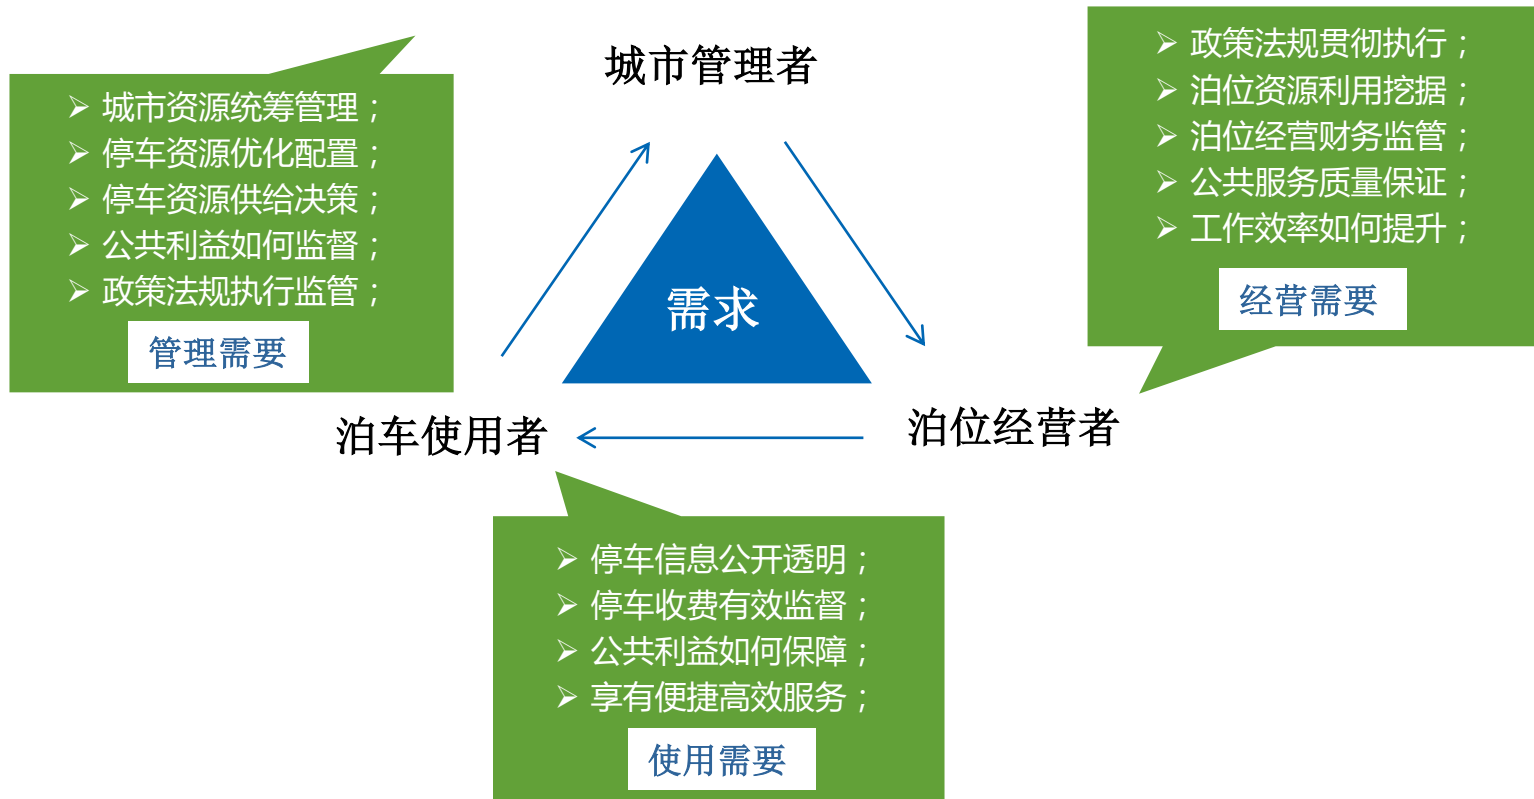 城市管理者
➢ 城市资源统筹管理；
➢ 停车资源优化配置；
➢ 停车资源供给决策；
➢ 公共利益如何监督；
➢ 政策法规执行监管；
管理需要
➢ 政策法规贯彻执行；
➢ 泊位资源利用挖据；
➢ 泊位经营财务监管；
➢ 公共服务质量保证；
➢ 工作效率如何提升；
经营需要
需求
泊车使用者
泊位经营者
➢ 停车信息公开透明；
➢ 停车收费有效监督；
➢ 公共利益如何保障；
➢ 享有便捷高效服务；
使用需要